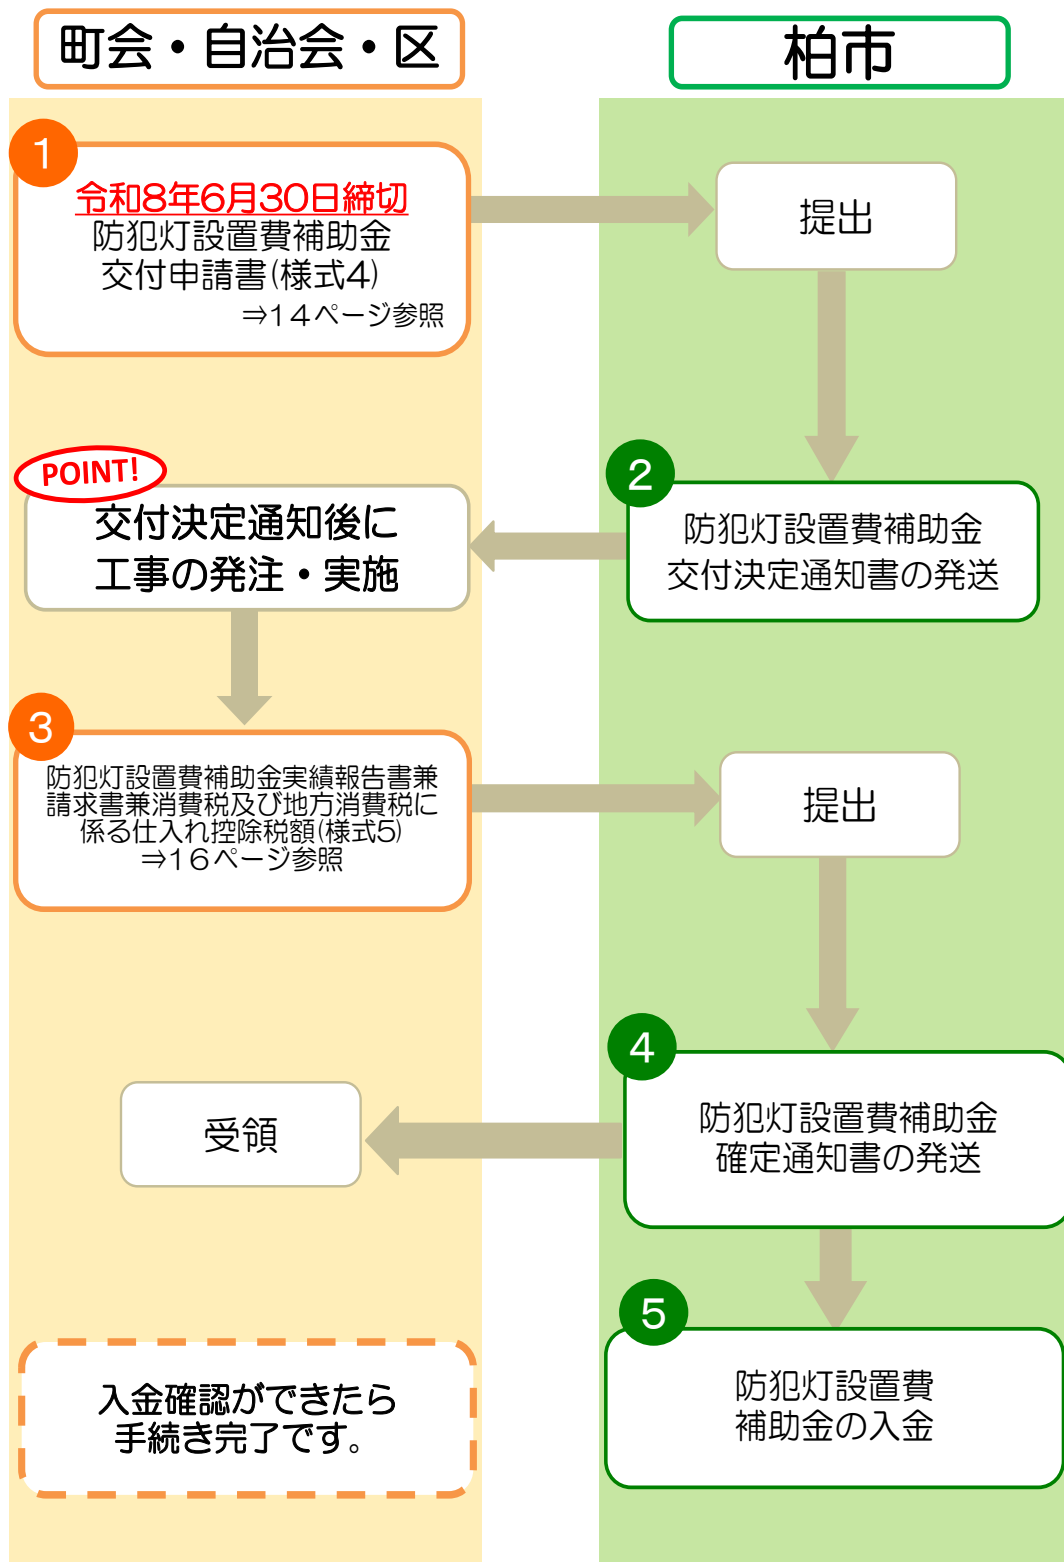 町会・自治会・区
柏市
1
令和8年6月30日締切
防犯灯設置費補助金
交付申請書(様式4)
⇒14ページ参照
提出
2
防犯灯設置費補助金
交付決定通知書の発送
POINT!
交付決定通知後に
工事の発注・実施
3
防犯灯設置費補助金実績報告書兼
請求書兼消費税及び地方消費税に
係る仕入れ控除税額(様式5)
⇒16ページ参照
提出
4
防犯灯設置費補助金
確定通知書の発送
受領
5
防犯灯設置費
補助金の入金
入金確認ができたら
手続き完了です。